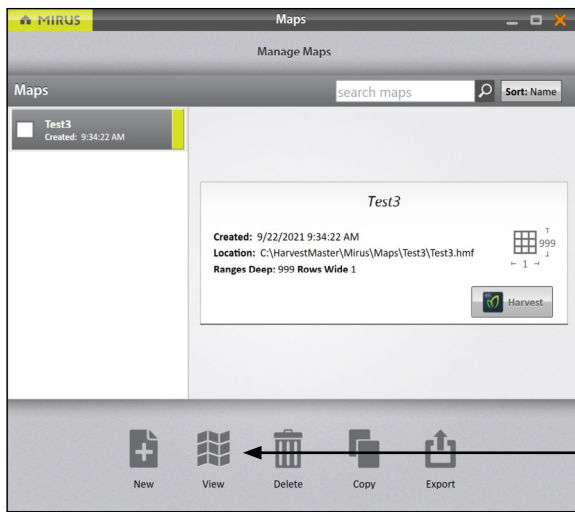 MIRUS Maps
Manage Maps
Maps search maps Sort: Name
Test3
Created: 9:34:22 AM
Test3
Created: 9/22/2021 9:34:22 AM
Location: C:\HarvestMaster\Mirus\Maps\Test3\Test3.hmf
Ranges Deep: 999 Rows Wide 1
999
1
Harvest
New View Delete Copy Export